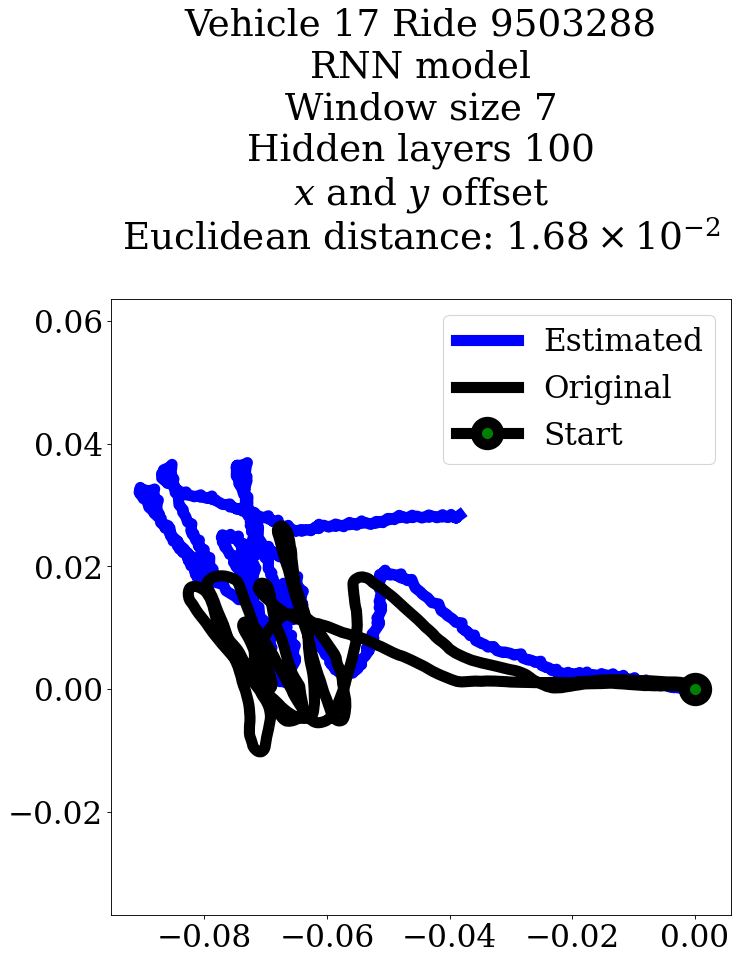 Vehicle 17 Ride 9503288
RNN model
Window size 7
Hidden layers 100
x and y offset
Euclidean distance: 1.68 × 10⁻²
Estimated
Original
Start
0.06
0.04
0.02
0.00
−0.02
−0.08
−0.06
−0.04
−0.02
0.00